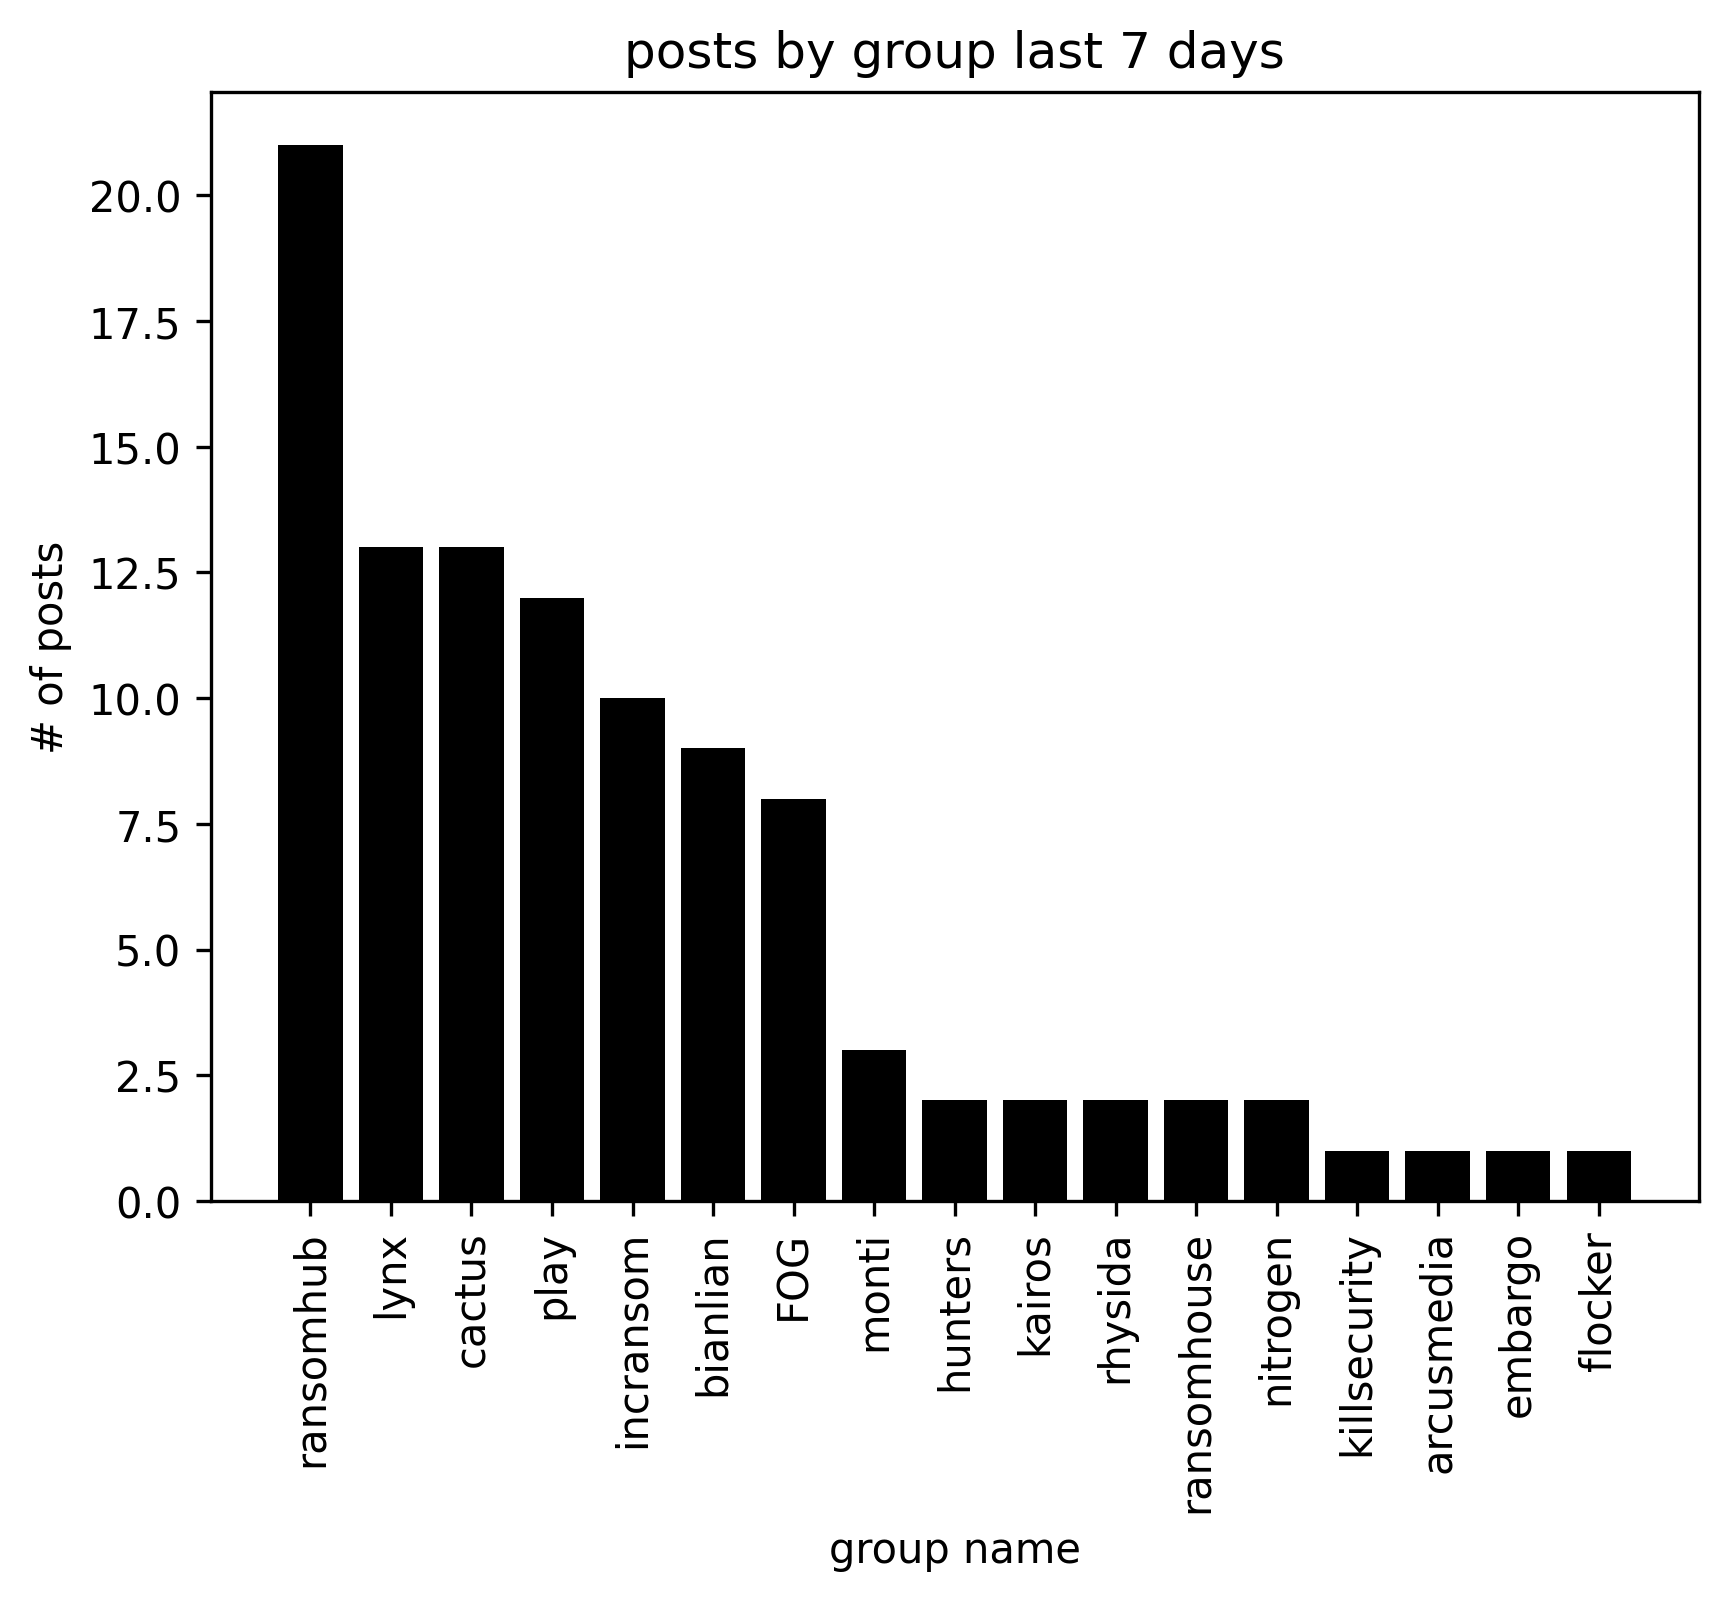 posts by group last 7 days
# of posts
20.0
17.5
15.0
12.5
10.0
7.5
5.0
2.5
0.0
ransomhub
lynx
cactus
play
incransom
bianlian
FOG
monti
hunters
kairos
rhysida
ransomhouse
nitrogen
killsecurity
arcusmedia
embargo
flocker
group name